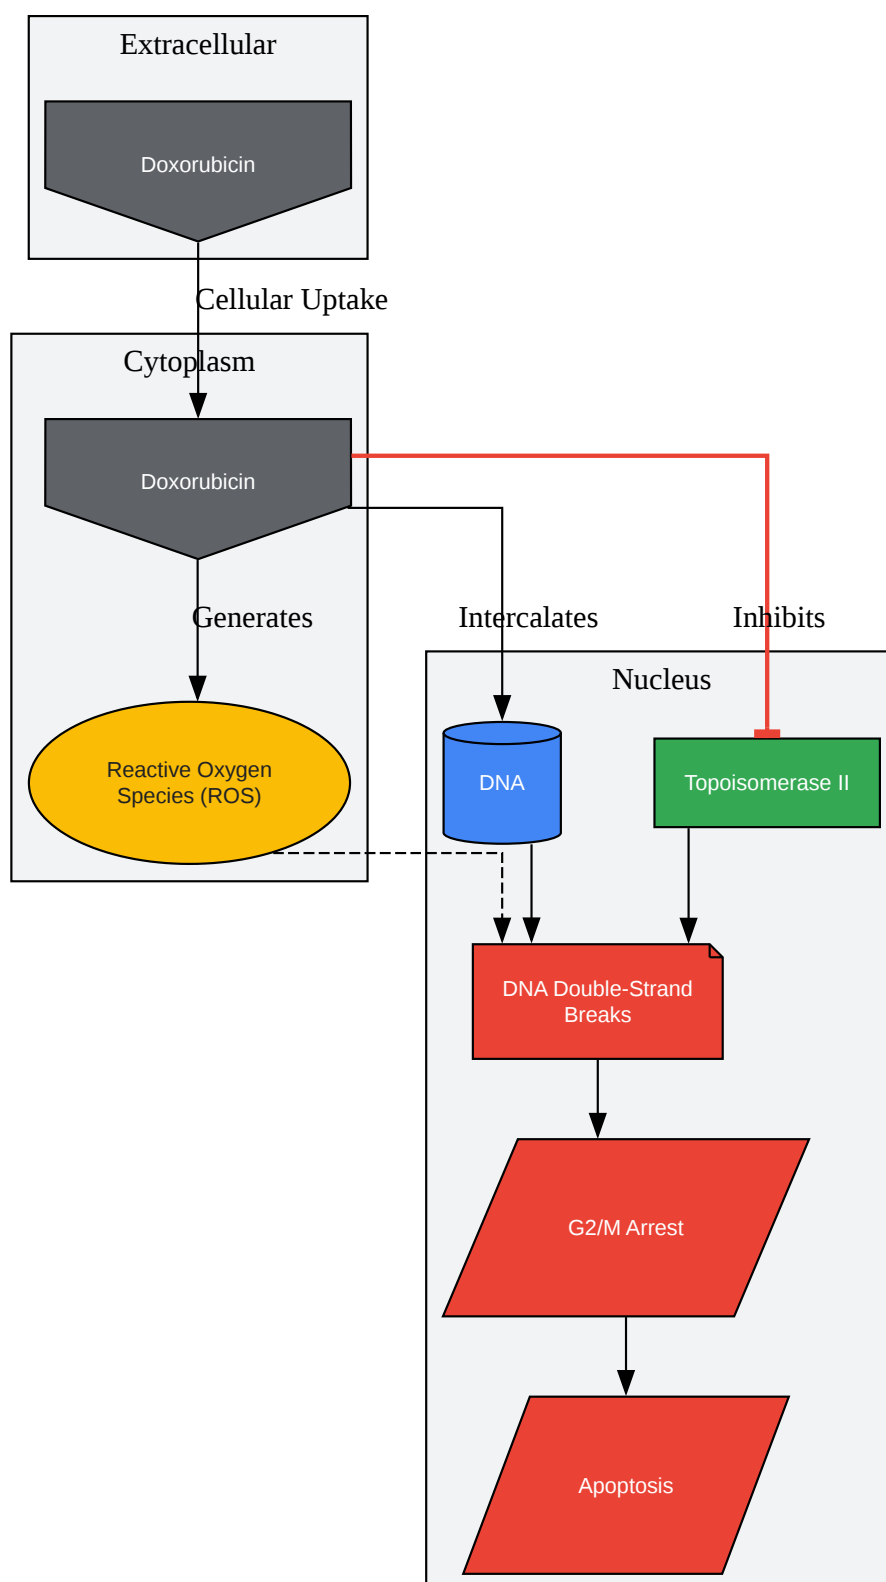 Extracellular
Doxorubicin
Cellular Uptake
Cytoplasm
Doxorubicin
Generates
Intercalates
Inhibits
Nucleus
Reactive Oxygen
Species (ROS)
DNA
Topoisomerase II
DNA Double-Strand
Breaks
G2/M Arrest
Apoptosis